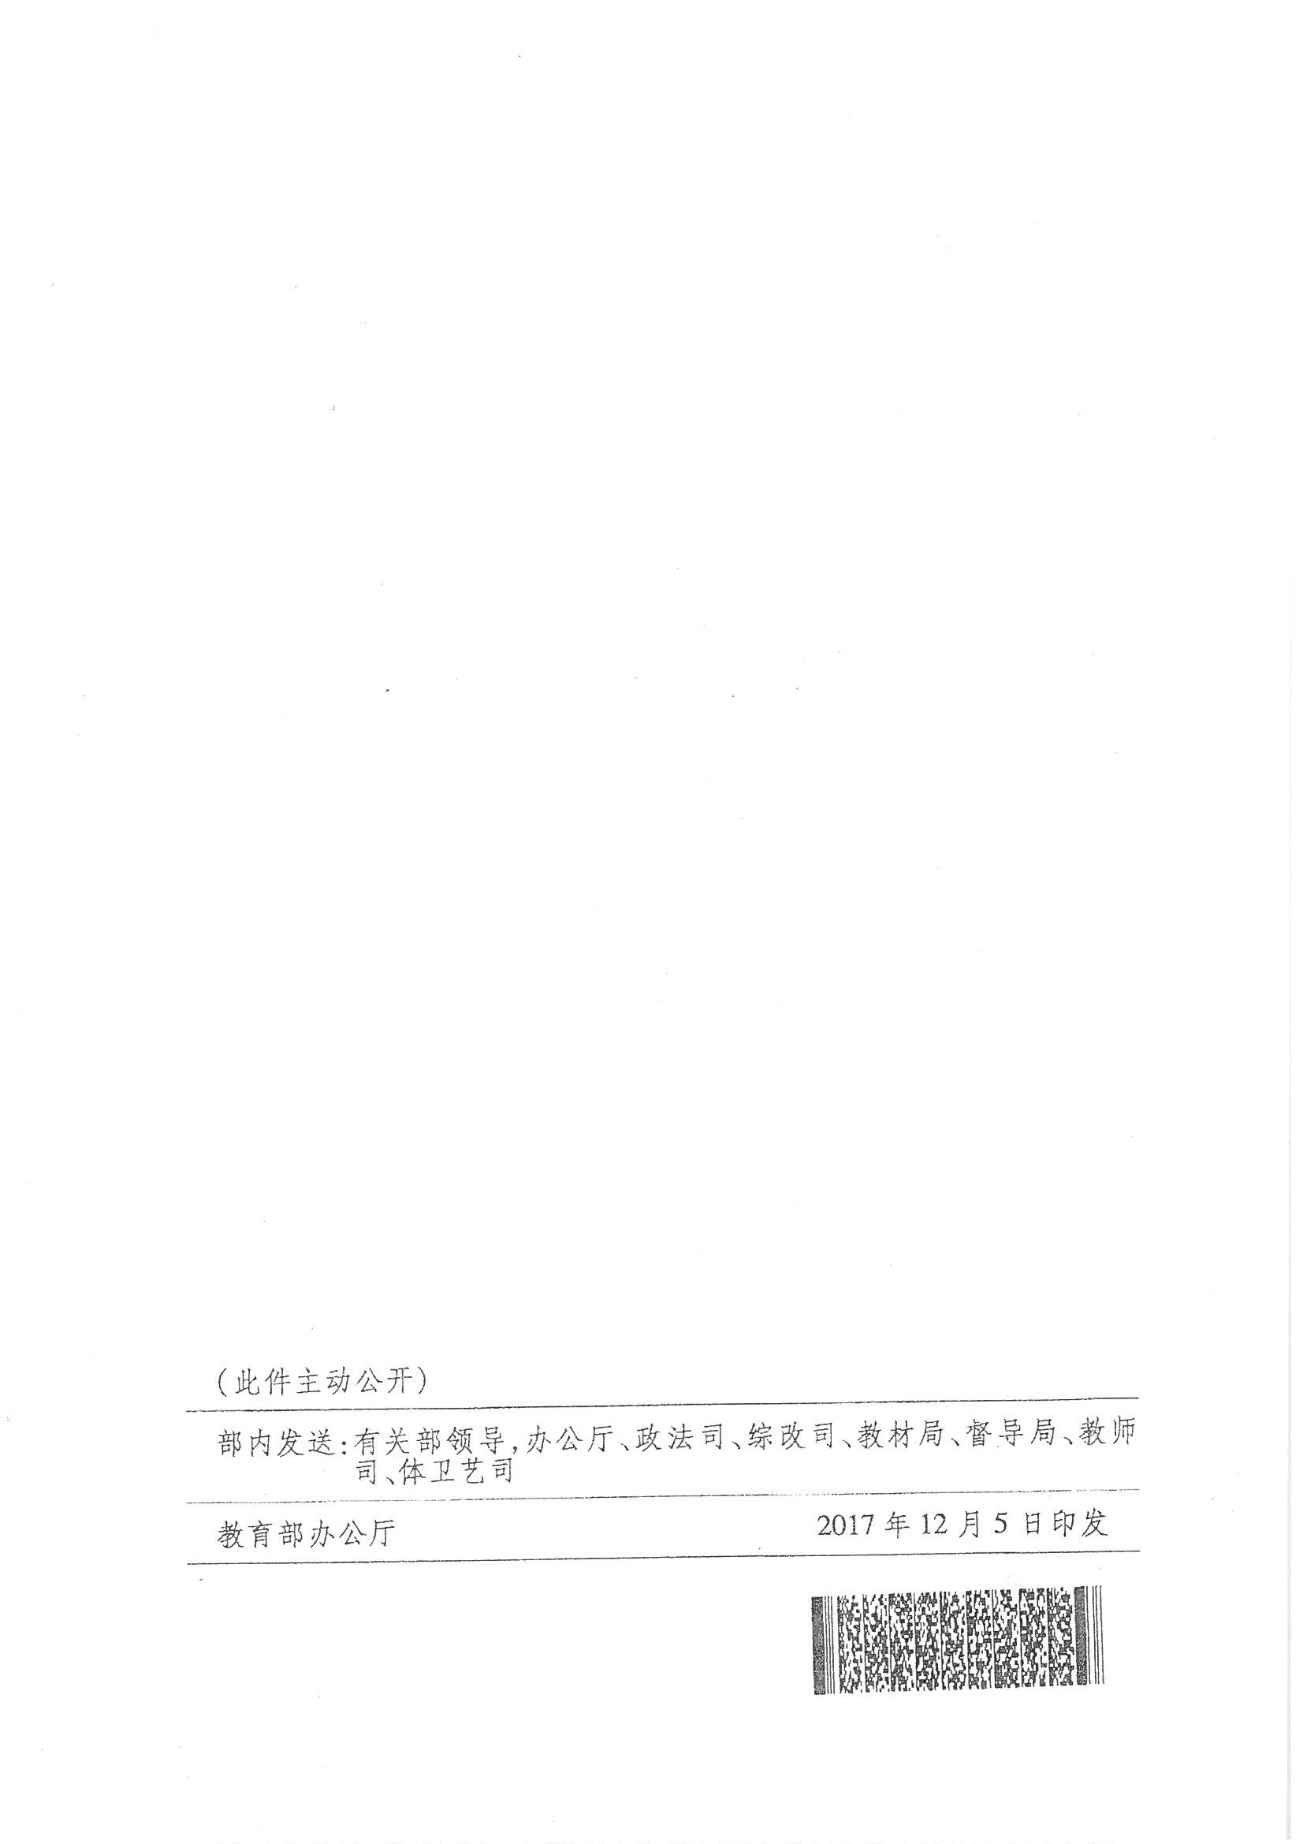 (此件主动公开)
部内发送:有关部领导,办公厅、政法司、综改司、教材局、督导局、教师
司、体卫艺司
教育部办公厅 2017年12月5日印发